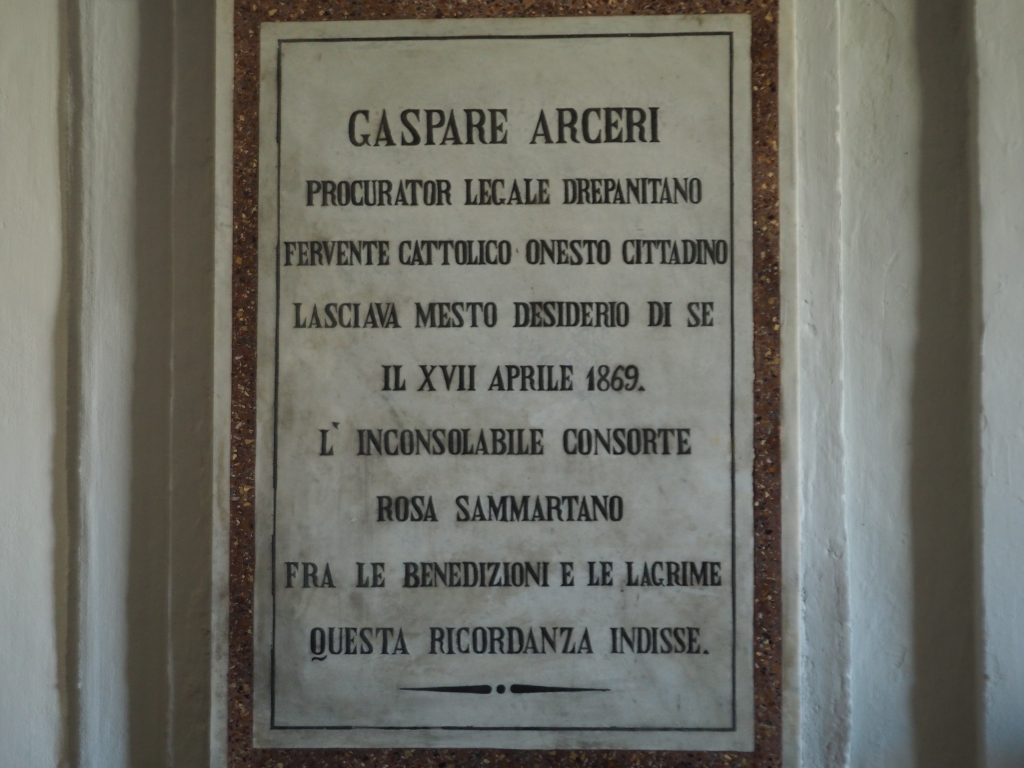 GASPARE ARCERI
PROCURATOR LEGALE DREPANITANO
FERVENTE CATTOLICO · ONESTO CITTADINO
LASCIAVA MESTO DESIDERIO DI SE
IL XVII APRILE 1869.
L' INCONSOLABILE CONSORTE
ROSA SAMMARTANO
FRA LE BENEDIZIONI E LE LAGRIME
QUESTA RICORDANZA INDISSE.